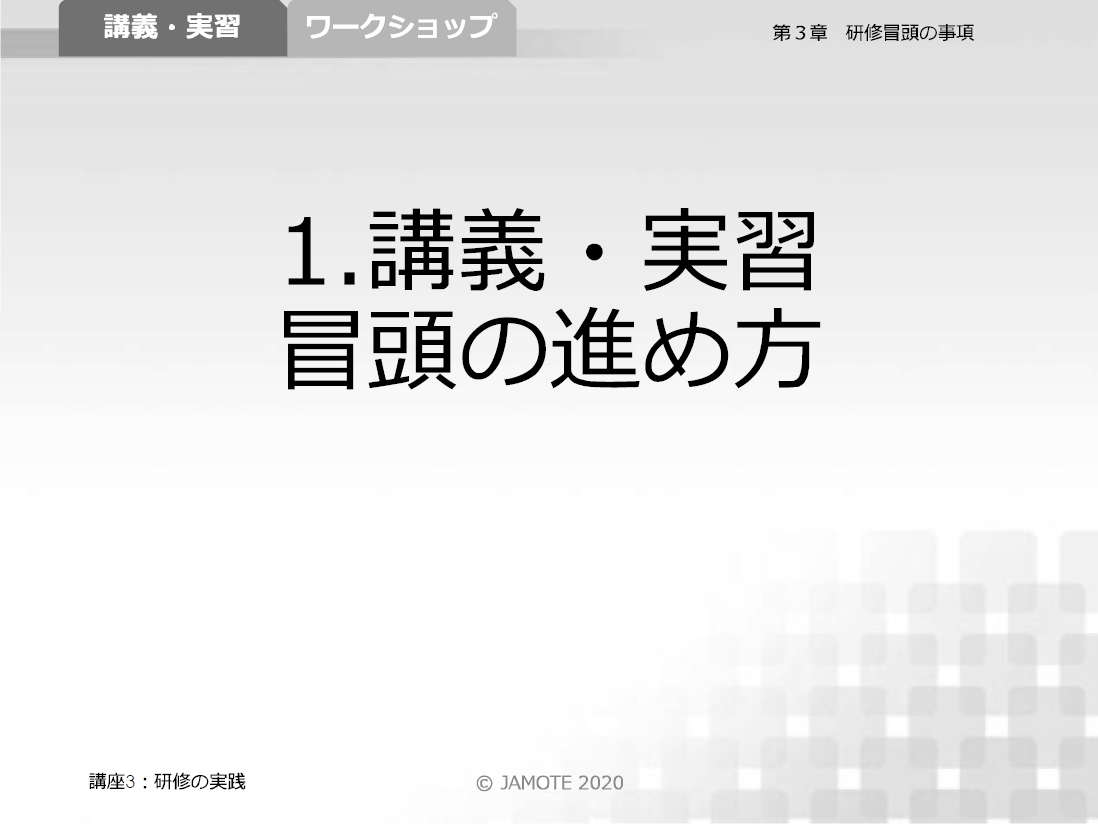 講義・実習
ワークショップ
第３章　研修冒頭の事項
1.講義・実習
冒頭の進め方
講座3：研修の実践
© JAMOTE 2020